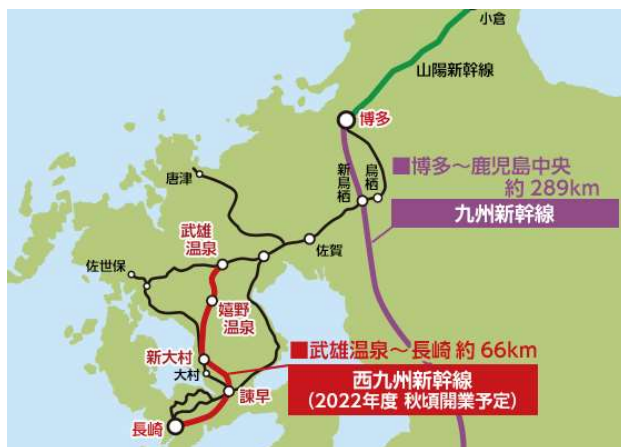 小倉
山陽新幹線
博多
■博多～鹿児島中央
約 289km
九州新幹線
新鳥栖
鳥栖
唐津
佐賀
武雄
温泉
佐世保
嬉野
温泉
新大村
大村
■武雄温泉～長崎 約 66km
西九州新幹線
(2022年度 秋頃開業予定)
諫早
長崎